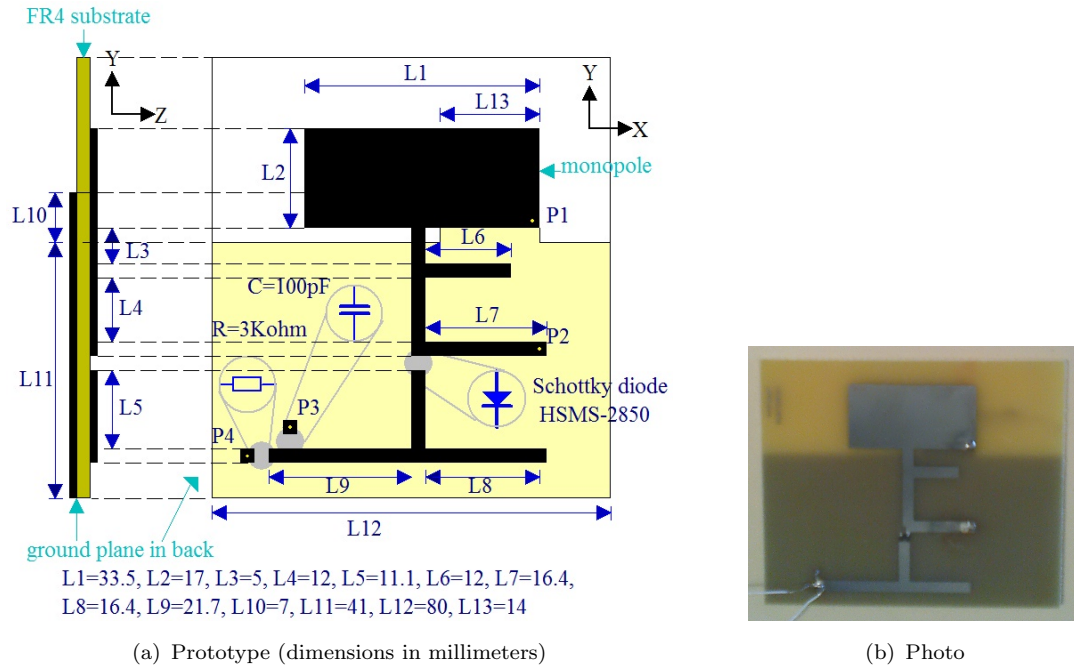 FR4 substrate
Y
Z
L1
L13
Y
X
L2
monopole
P1
L10
L3
L6
C=100pF
L4
L7
R=3Kohm
P2
L11
L5
Schottky diode
HSMS-2850
P3
P4
L9
L8
L12
ground plane in back
L1=33.5, L2=17, L3=5, L4=12, L5=11.1, L6=12, L7=16.4,
L8=16.4, L9=21.7, L10=7, L11=41, L12=80, L13=14
(a) Prototype (dimensions in millimeters)
(b) Photo